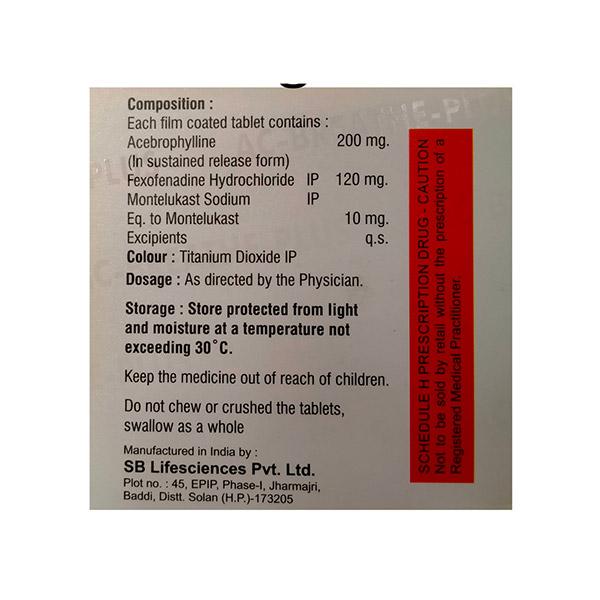 Composition :
Each film coated tablet contains :
Acebrophylline 200 mg.
(In sustained release form)
Fexofenadine Hydrochloride IP 120 mg.
Montelukast Sodium IP
Eq. to Montelukast 10 mg.
Excipients q.s.
Colour : Titanium Dioxide IP
Dosage : As directed by the Physician.
Storage : Store protected from light
and moisture at a temperature not
exceeding 30˚C.
Keep the medicine out of reach of children.
Do not chew or crushed the tablets,
swallow as a whole
Manufactured in India by :
SB Lifesciences Pvt. Ltd.
Plot no. : 45, EPIP, Phase-I, Jharmajri,
Baddi, Distt. Solan (H.P.)-173205
SCHEDULE H PRESCRIPTION DRUG - CAUTION
Not to be sold by retail without the prescription of a
Registered Medical Practitioner.